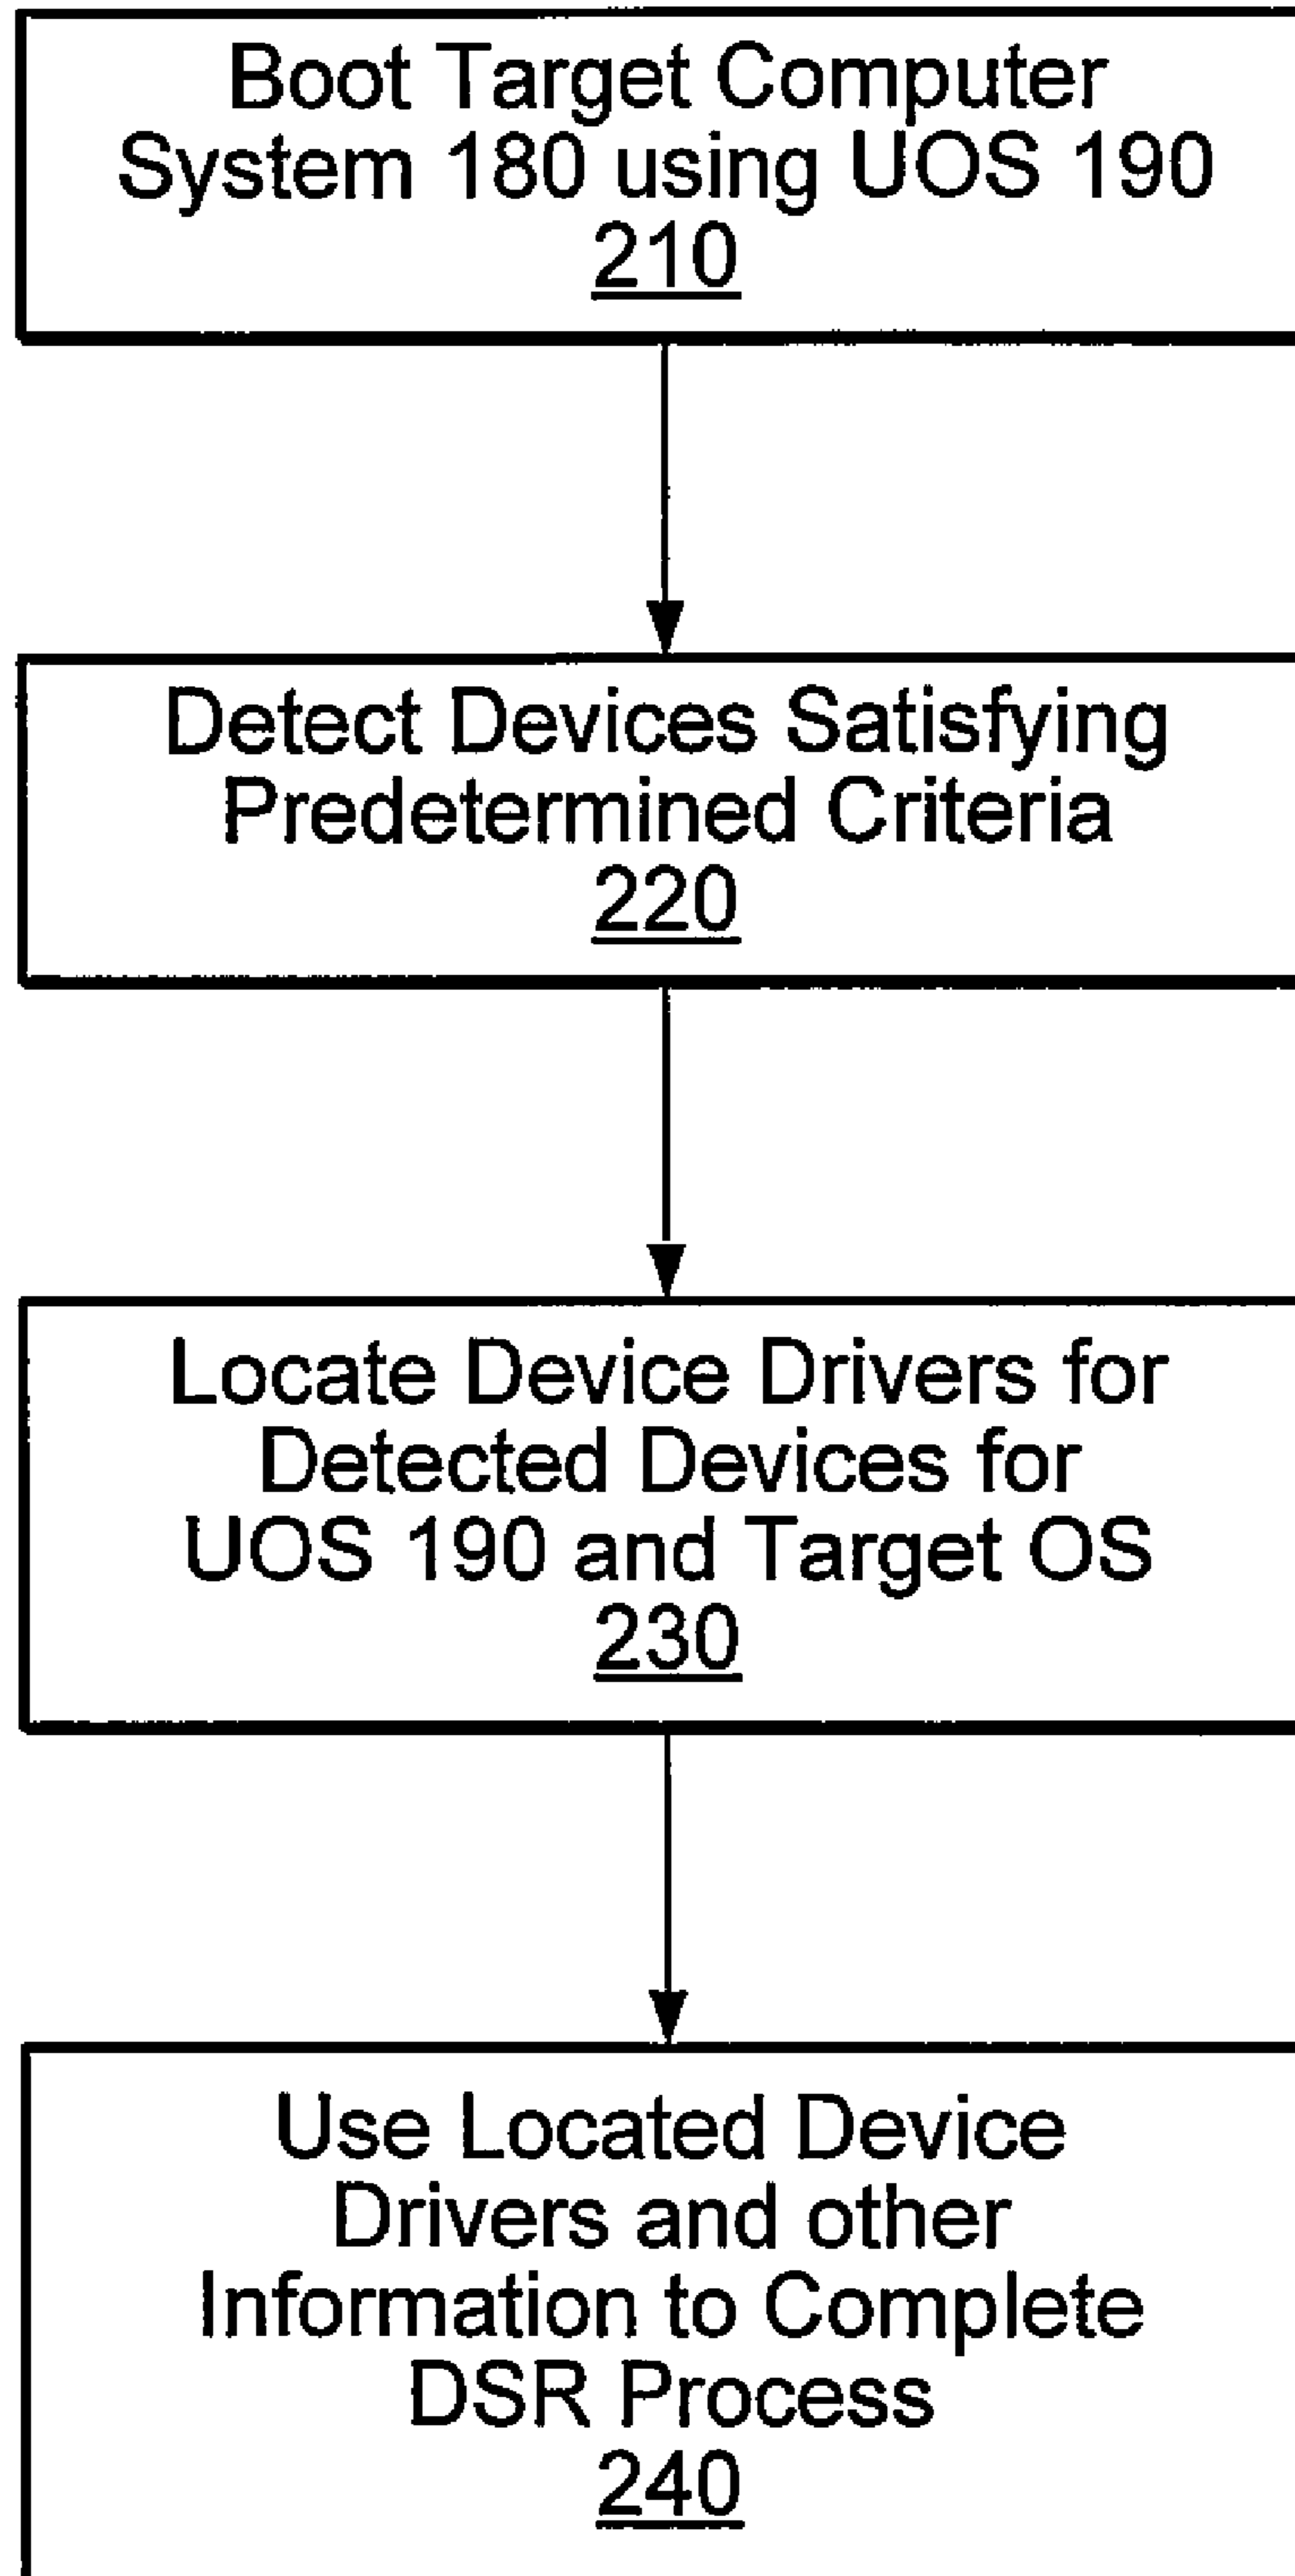 Boot Target Computer
System 180 using UOS 190
210
Detect Devices Satisfying
Predetermined Criteria
220
Locate Device Drivers for
Detected Devices for
UOS 190 and Target OS
230
Use Located Device
Drivers and other
Information to Complete
DSR Process
240